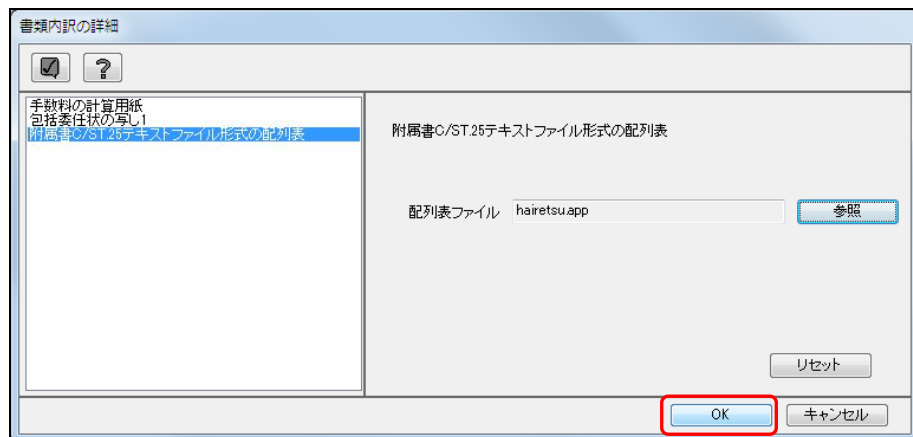 書類内訳の詳細
?
手数料の計算用紙
包括委任状の写し1
附属書C/ST.25テキストファイル形式の配列表
附属書C/ST.25テキストファイル形式の配列表
配列表ファイル hairetsu.app 参照
リセット
OK キャンセル